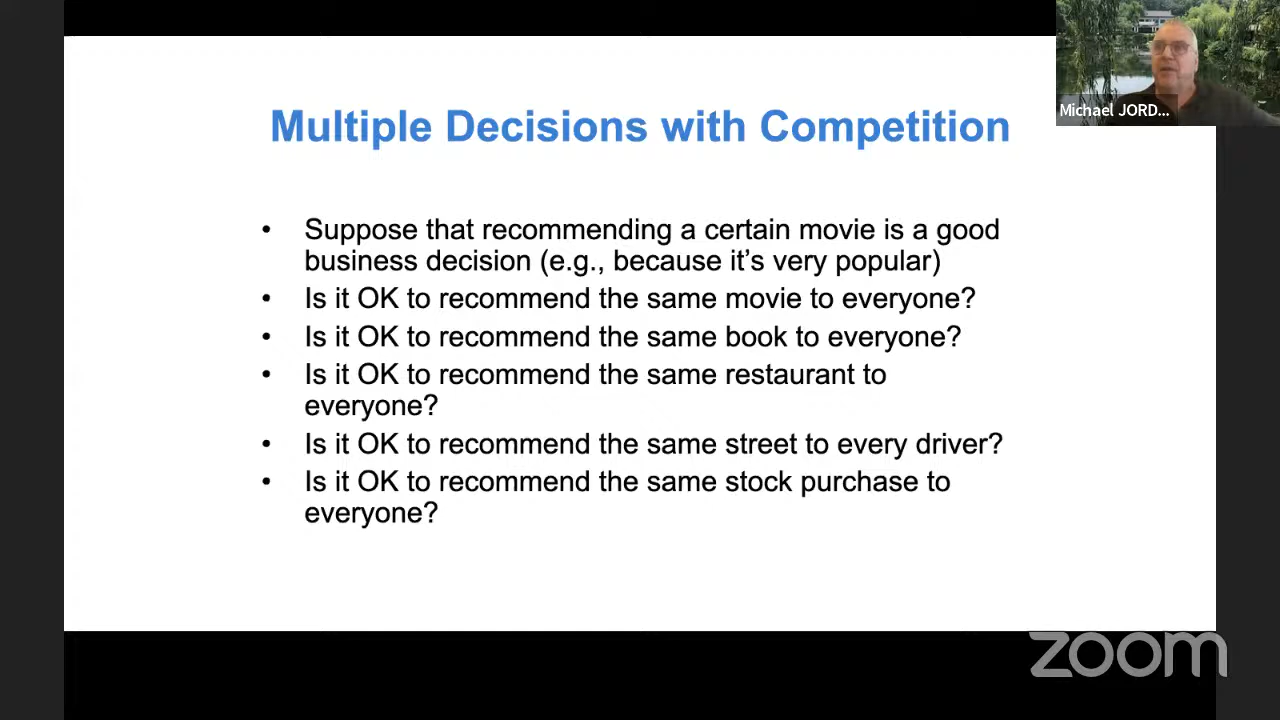 Michael JORD...
Multiple Decisions with Competition
• Suppose that recommending a certain movie is a good
business decision (e.g., because it’s very popular)
• Is it OK to recommend the same movie to everyone?
• Is it OK to recommend the same book to everyone?
• Is it OK to recommend the same restaurant to
everyone?
• Is it OK to recommend the same street to every driver?
• Is it OK to recommend the same stock purchase to
everyone?
zoom